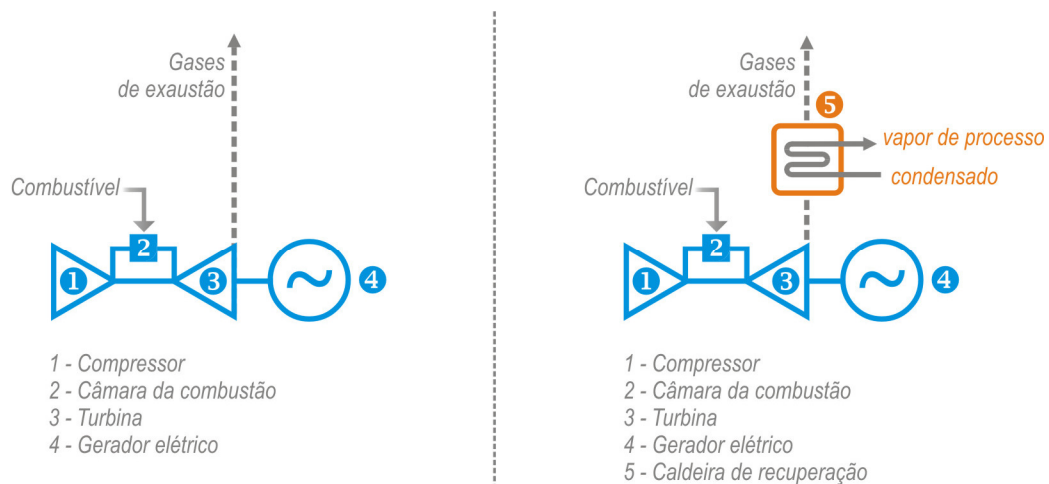 Gases
de exaustão
Combustível
2
1
3
4
1 - Compressor
2 - Câmara da combustão
3 - Turbina
4 - Gerador elétrico
Gases
de exaustão
5
vapor de processo
condensado
Combustível
2
1
3
4
1 - Compressor
2 - Câmara da combustão
3 - Turbina
4 - Gerador elétrico
5 - Caldeira de recuperação